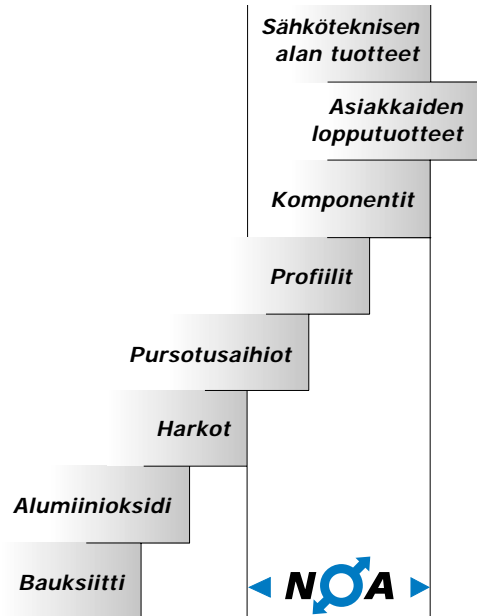 Sähköteknisen
alan tuotteet
Asiakkaiden
lopputuotteet
Komponentit
Profiilit
Pursotusaihiot
Harkot
Alumiinioksidi
Bauksiitti
NOA